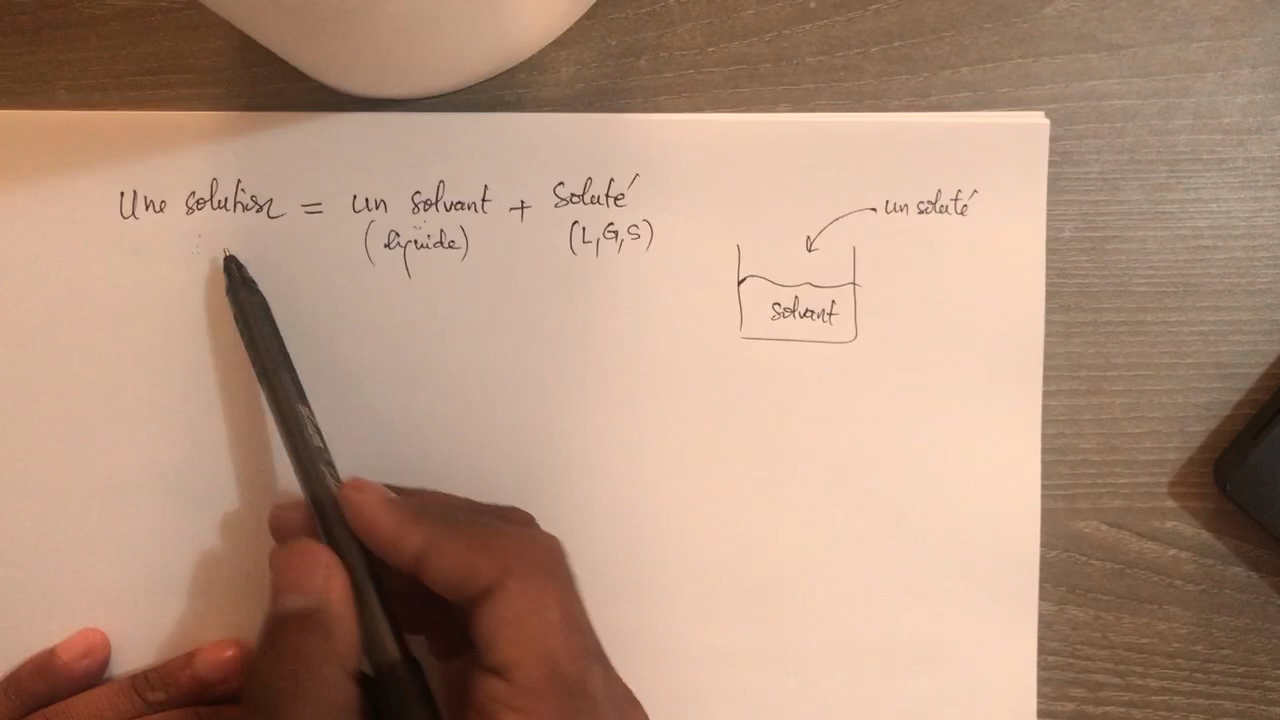 Une solution = un solvant + Soluté
(liquide) (L, G, S)
un soluté
solvant